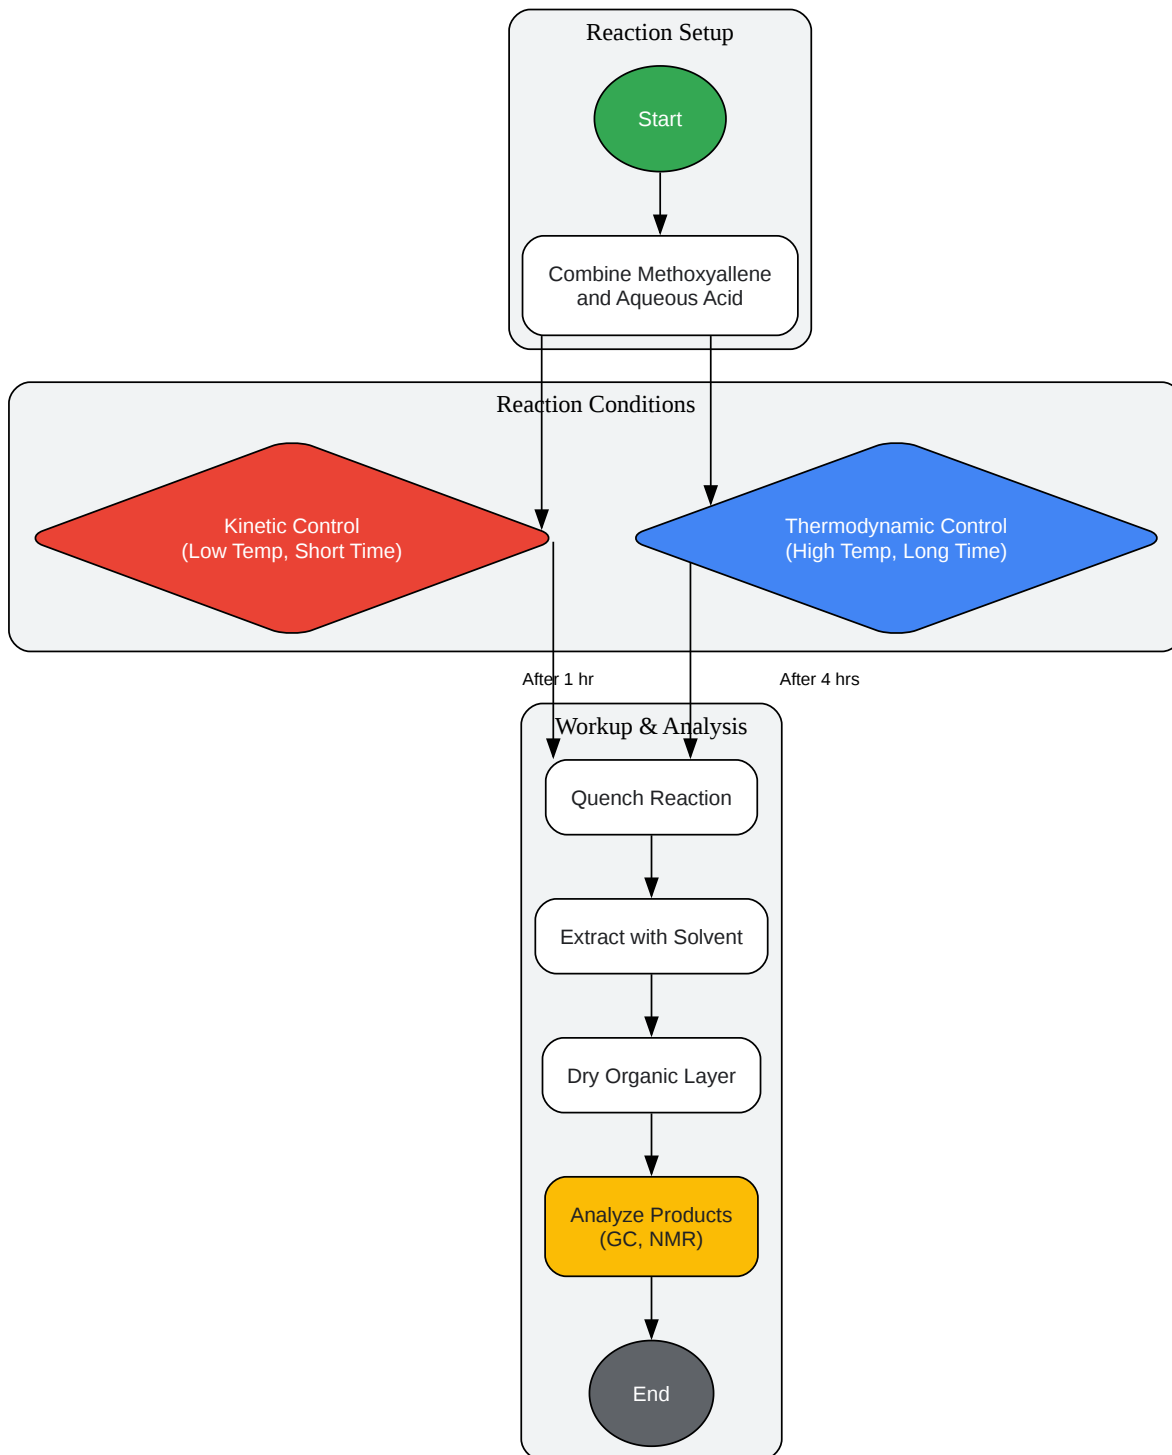 Reaction Setup
Start
Combine Methoxyallene
and Aqueous Acid
Reaction Conditions
Kinetic Control
(Low Temp, Short Time)
Thermodynamic Control
(High Temp, Long Time)
After 1 hr
After 4 hrs
Workup & Analysis
Quench Reaction
Extract with Solvent
Dry Organic Layer
Analyze Products
(GC, NMR)
End